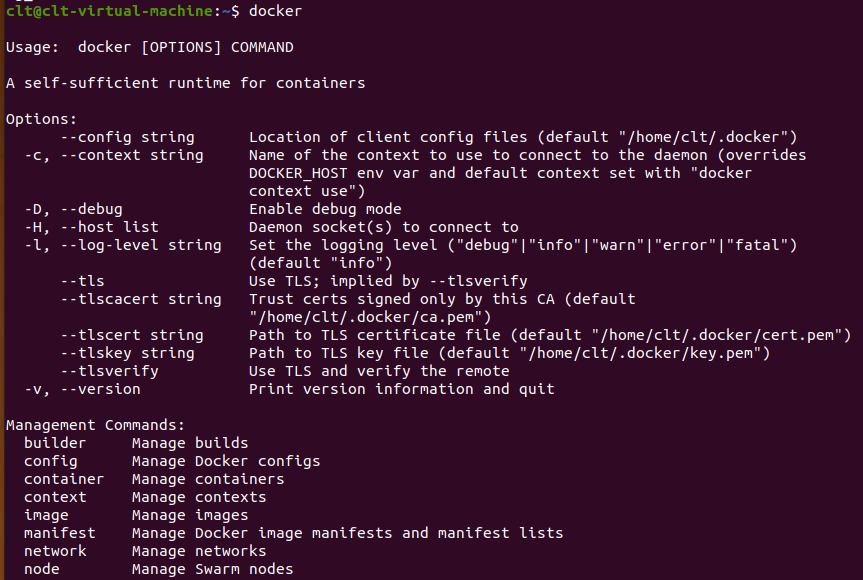 clt@clt-virtual-machine:~$ docker
Usage:  docker [OPTIONS] COMMAND
A self-sufficient runtime for containers
Options:
      --config string      Location of client config files (default "/home/clt/.docker")
  -c, --context string     Name of the context to use to connect to the daemon (overrides
                           DOCKER_HOST env var and default context set with "docker
                           context use")
  -D, --debug              Enable debug mode
  -H, --host list          Daemon socket(s) to connect to
  -l, --log-level string   Set the logging level ("debug"|"info"|"warn"|"error"|"fatal")
                           (default "info")
      --tls                Use TLS; implied by --tlsverify
      --tlscacert string   Trust certs signed only by this CA (default
                           "/home/clt/.docker/ca.pem")
      --tlscert string     Path to TLS certificate file (default "/home/clt/.docker/cert.pem")
      --tlskey string      Path to TLS key file (default "/home/clt/.docker/key.pem")
      --tlsverify          Use TLS and verify the remote
  -v, --version            Print version information and quit
Management Commands:
  builder     Manage builds
  config      Manage Docker configs
  container   Manage containers
  context     Manage contexts
  image       Manage images
  manifest    Manage Docker image manifests and manifest lists
  network     Manage networks
  node        Manage Swarm nodes